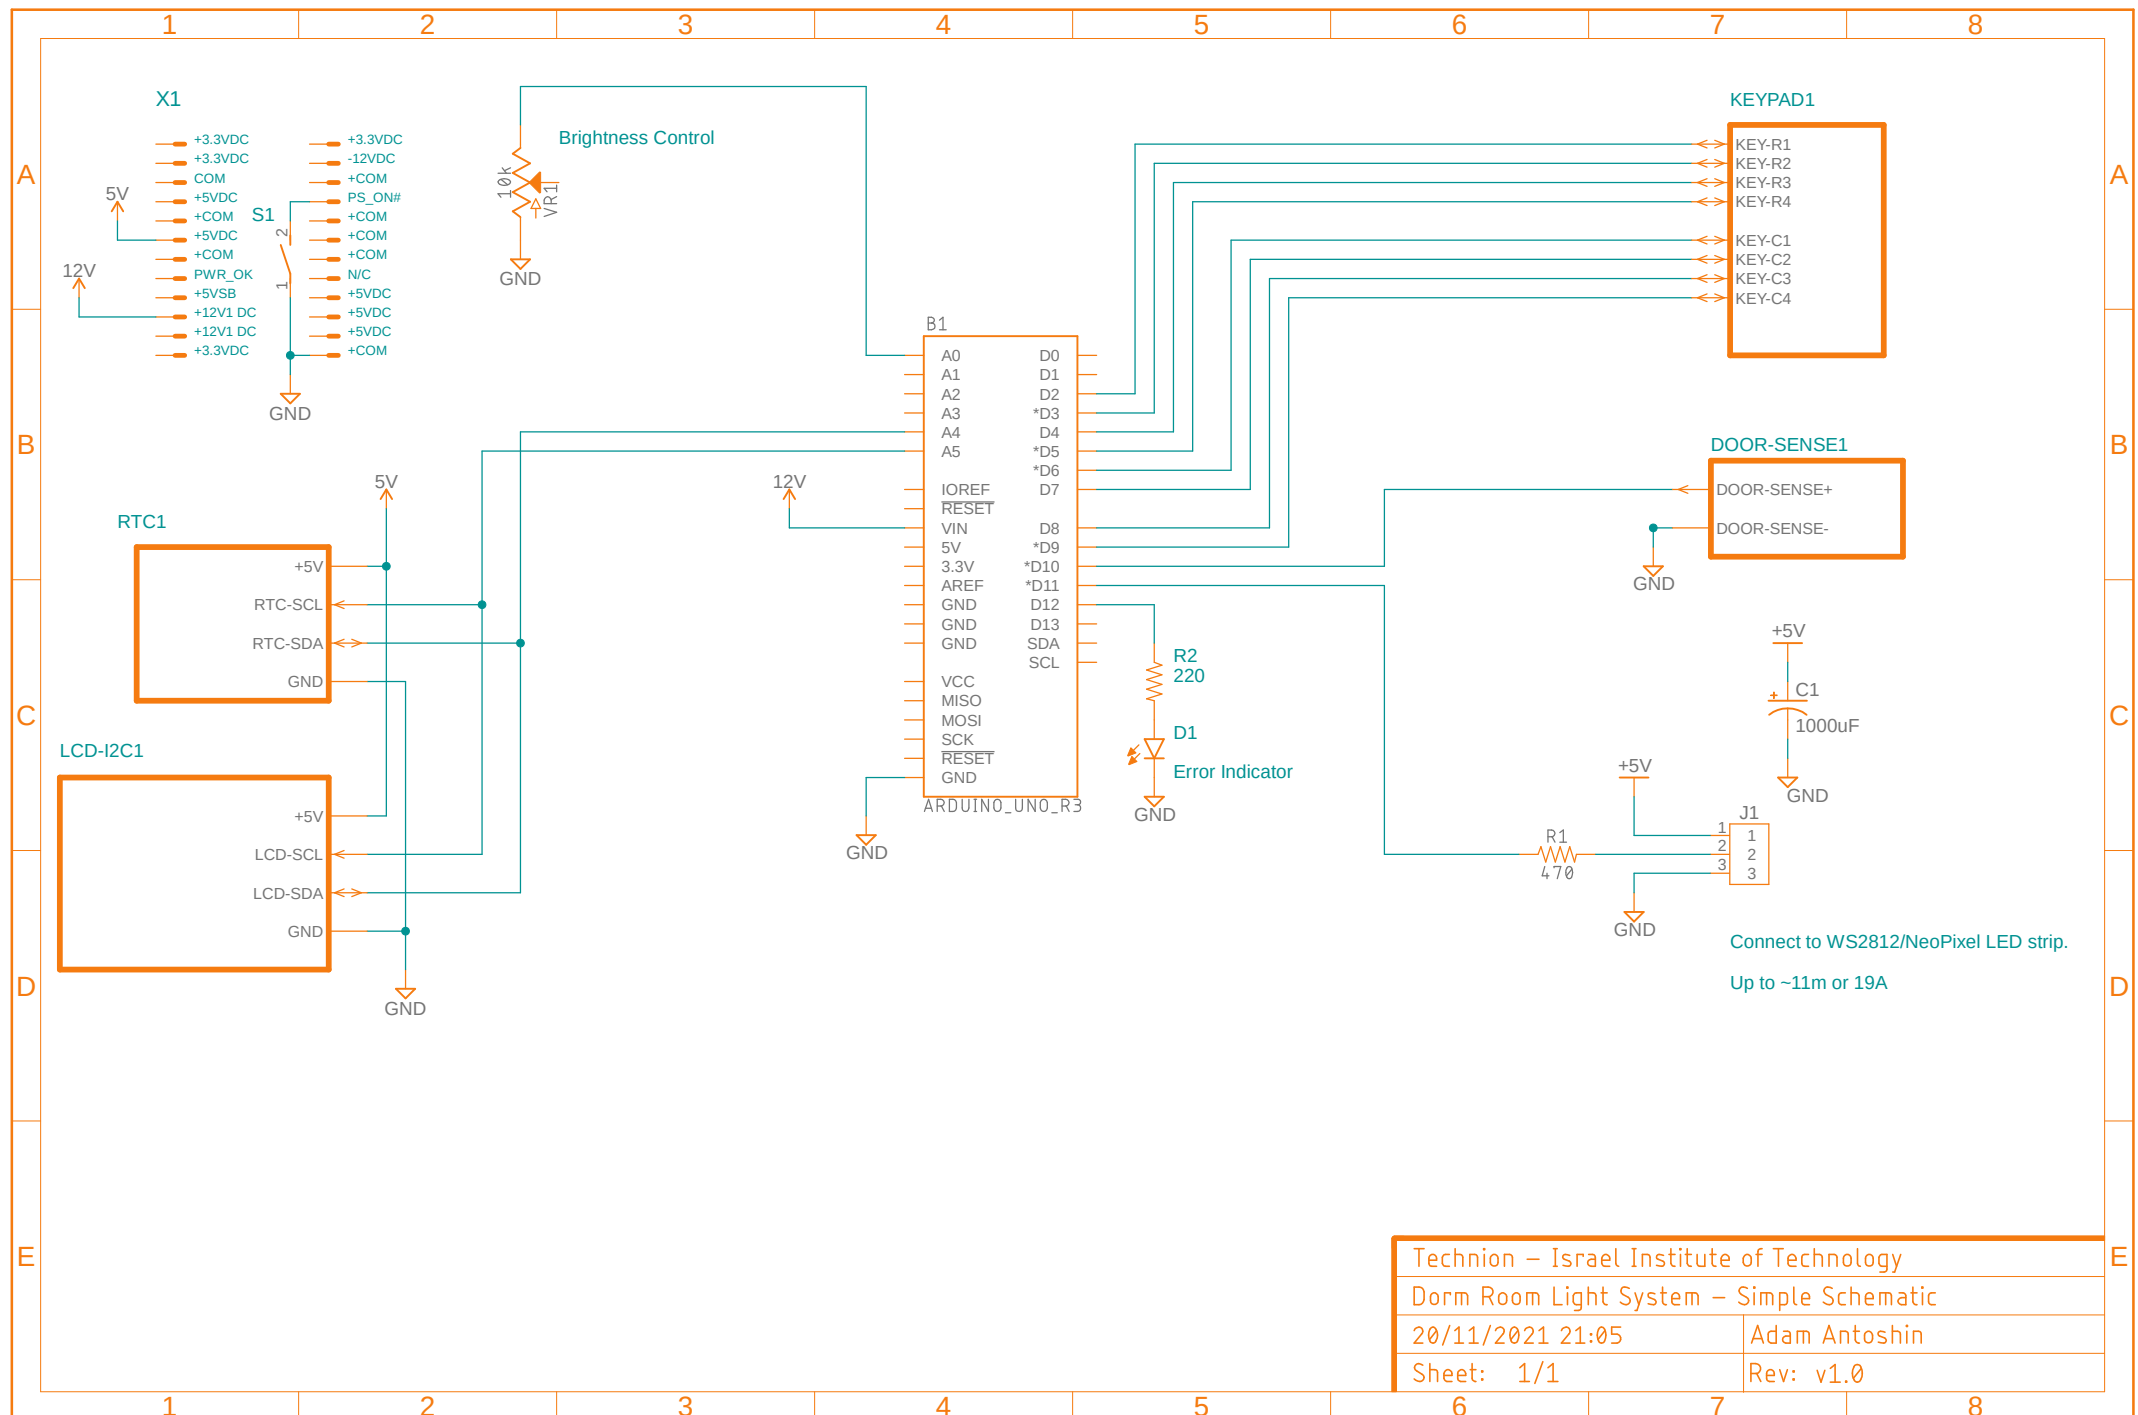 1 2 3 4 5 6 7 8
A A
B B
C C
D D
E E
X1
+3.3VDC
+3.3VDC
COM
+5VDC
+COM
+5VDC
+COM
PWR_OK
+5VSB
+12V1 DC
+12V1 DC
+3.3VDC
+3.3VDC
-12VDC
+COM
PS_ON#
+COM
+COM
+COM
N/C
+5VDC
+5VDC
+5VDC
+COM
5V
12V
S1
2
1
GND
10k
VR1
Brightness Control
GND
KEYPAD1
KEY-R1
KEY-R2
KEY-R3
KEY-R4
KEY-C1
KEY-C2
KEY-C3
KEY-C4
B1
A0
A1
A2
A3
A4
A5
IOREF
RESET
VIN
5V
3.3V
AREF
GND
GND
GND
VCC
MISO
MOSI
SCK
RESET
GND
D0
D1
D2
*D3
D4
*D5
*D6
D7
D8
*D9
*D10
*D11
D12
D13
SDA
SCL
ARDUINO_UNO_R3
12V
GND
DOOR-SENSE1
DOOR-SENSE+
DOOR-SENSE-
GND
5V
RTC1
+5V
RTC-SCL
RTC-SDA
GND
LCD-I2C1
+5V
LCD-SCL
LCD-SDA
GND
GND
R2
220
D1
Error Indicator
GND
+5V
C1
1000uF
GND
+5V
J1
1 1
2 2
3 3
R1
470
GND
Connect to WS2812/NeoPixel LED strip.
Up to ~11m or 19A
Technion – Israel Institute of Technology
Dorm Room Light System – Simple Schematic
20/11/2021 21:05 Adam Antoshin
Sheet: 1/1 Rev: v1.0
1 2 3 4 5 6 7 8